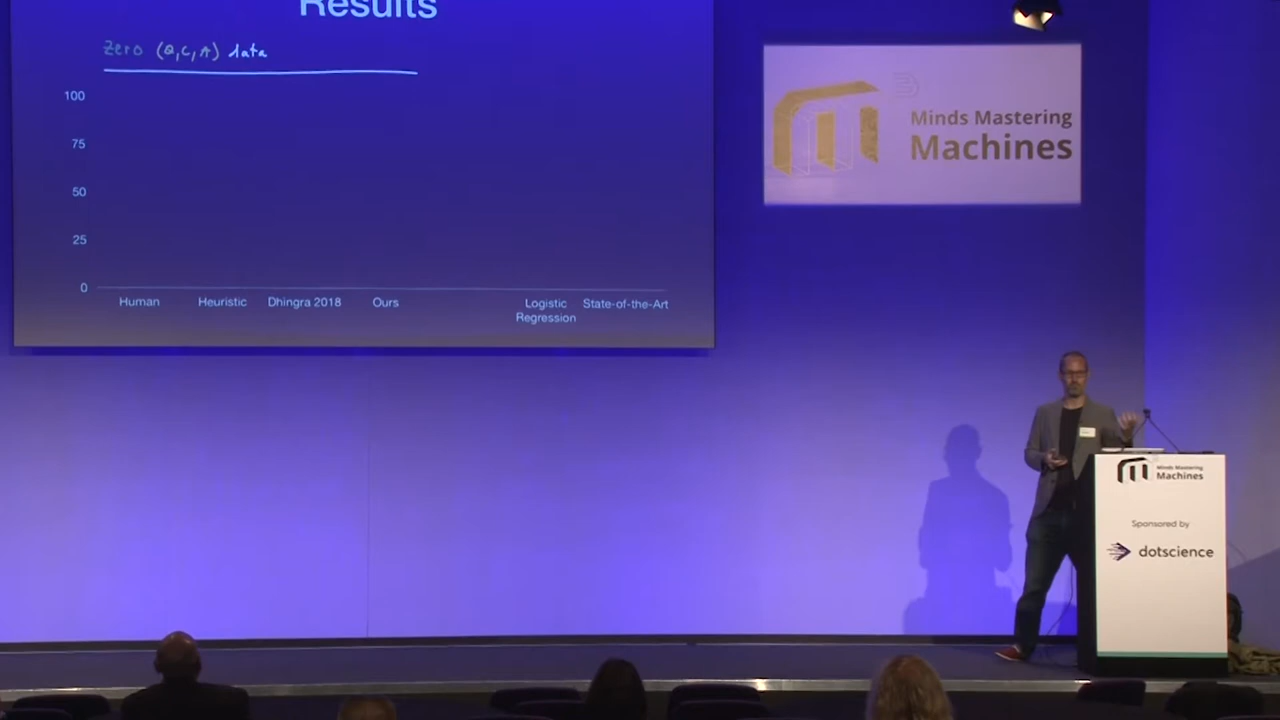 Results
Zero (Q,C,A) data
100
75
50
25
0
Human
Heuristic
Dhingra 2018
Ours
Logistic
Regression
State-of-the-Art
Minds Mastering
Machines
Minds Mastering
Machines
Sponsored by
dotscience